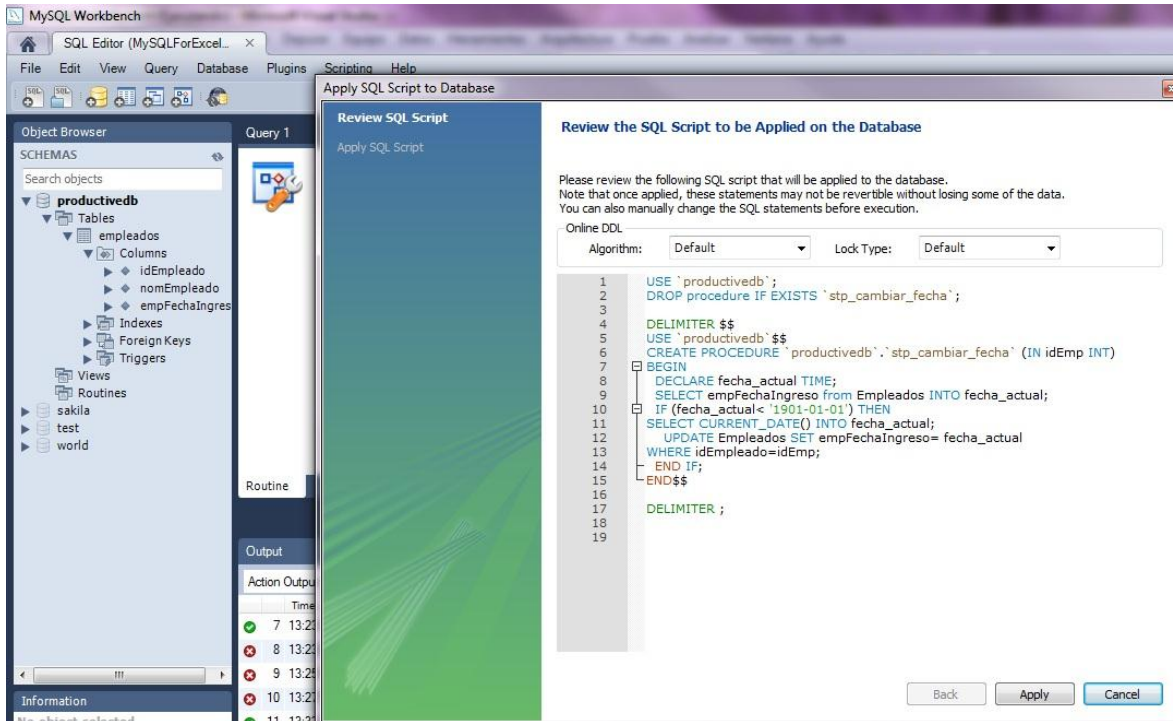 MySQL Workbench
SQL Editor (MySQLForExcel...
File Edit View Query Database Plugins Scripting Help
Object Browser
SCHEMAS
Search objects
productivedb
Tables
empleados
Columns
idEmpleado
nomEmpleado
empFechaIngres
Indexes
Foreign Keys
Triggers
Views
Routines
sakila
test
world
Information
No object selected
Query 1
Routine
Output
Action Outpu
Time
7 13:23
8 13:23
9 13:25
10 13:27
Apply SQL Script to Database
Review SQL Script
Apply SQL Script
Review the SQL Script to be Applied on the Database
Please review the following SQL script that will be applied to the database.
Note that once applied, these statements may not be revertible without losing some of the data.
You can also manually change the SQL statements before execution.
Online DDL
Algorithm: Default Lock Type: Default
1 USE `productivedb`;
2 DROP procedure IF EXISTS `stp_cambiar_fecha`;
3
4 DELIMITER $$
5 USE `productivedb`$$
6 CREATE PROCEDURE `productivedb`.`stp_cambiar_fecha` (IN idEmp INT)
7 BEGIN
8 DECLARE fecha_actual TIME;
9 SELECT empFechaIngreso from Empleados INTO fecha_actual;
10 IF (fecha_actual< '1901-01-01') THEN
11 SELECT CURRENT_DATE() INTO fecha_actual;
12 UPDATE Empleados SET empFechaIngreso= fecha_actual
13 WHERE idEmpleado=idEmp;
14 END IF;
15 END$$
16
17 DELIMITER ;
18
19
Back Apply Cancel